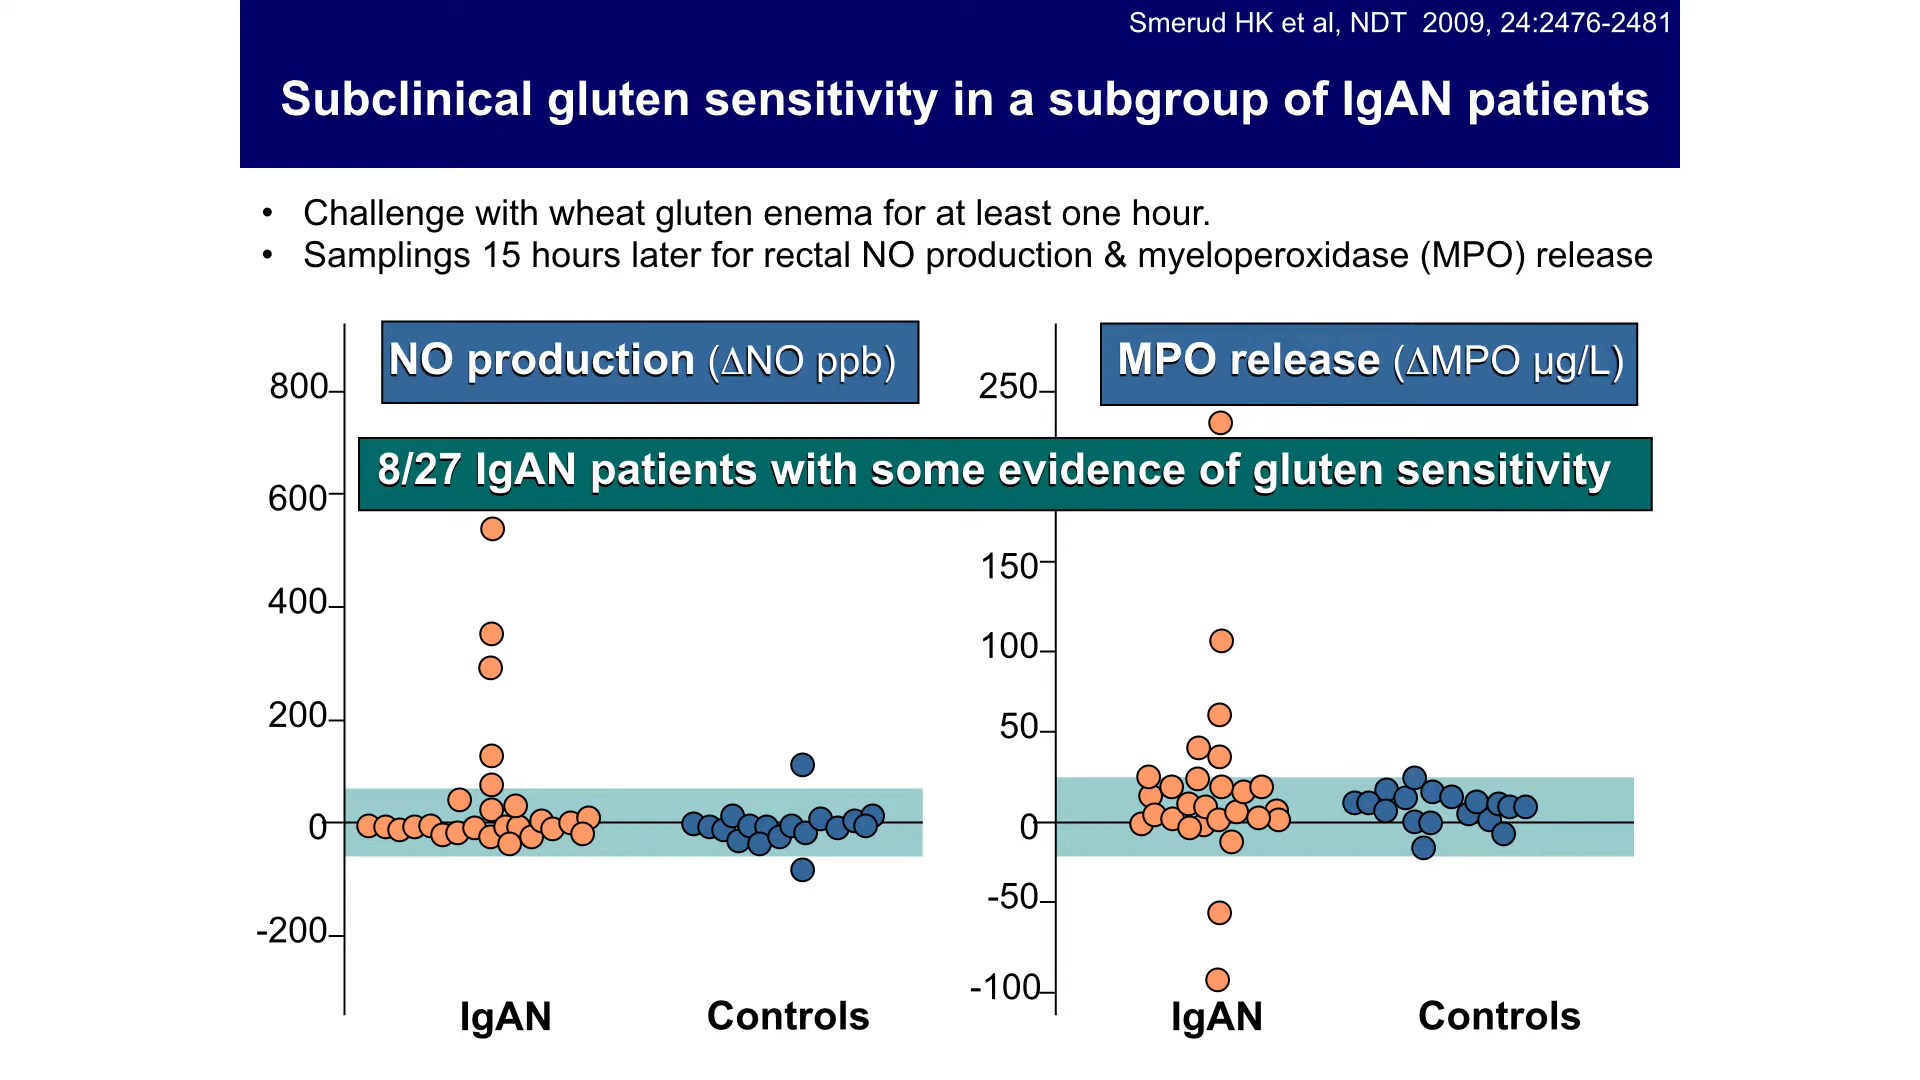 Smerud HK et al, NDT 2009, 24:2476-2481
Subclinical gluten sensitivity in a subgroup of IgAN patients
• Challenge with wheat gluten enema for at least one hour.
• Samplings 15 hours later for rectal NO production & myeloperoxidase (MPO) release
NO production (ΔNO ppb)
MPO release (ΔMPO µg/L)
8/27 IgAN patients with some evidence of gluten sensitivity
800
600
400
200
0
-200
IgAN
Controls
250
150
100
50
0
-50
-100
IgAN
Controls